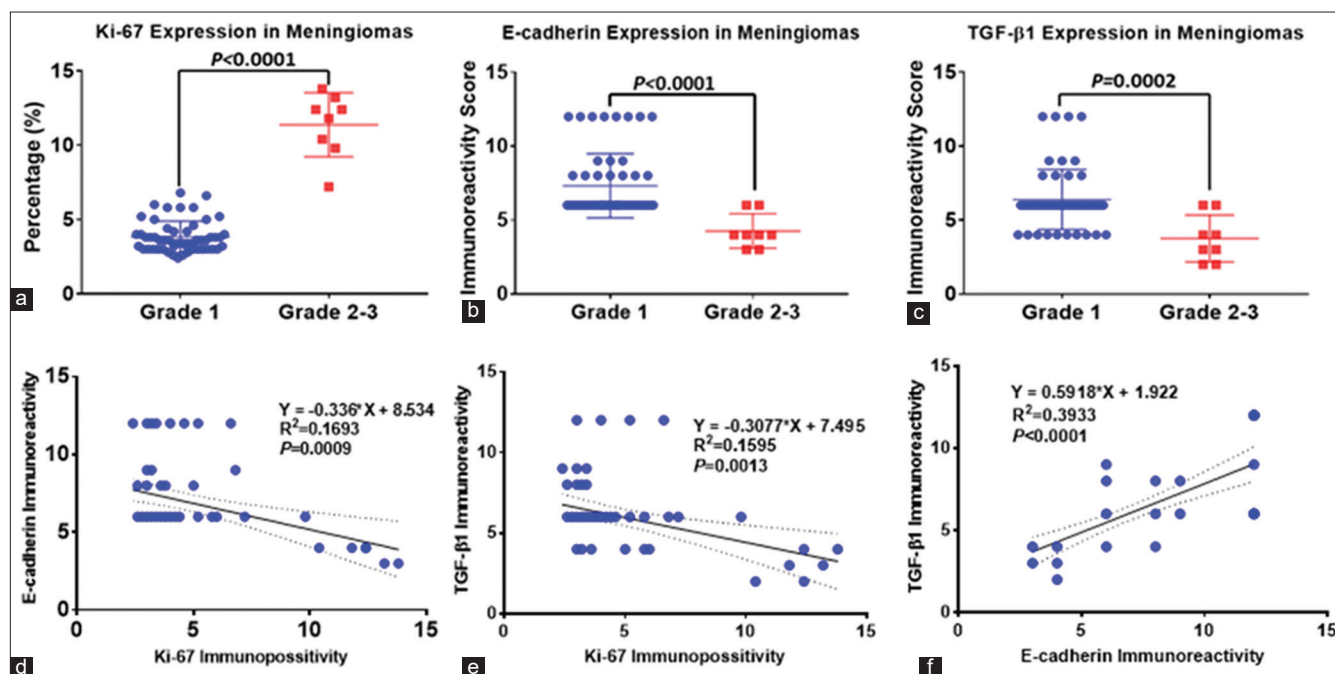 Ki-67 Expression in Meningiomas
P<0.0001
Percentage (%)
15
10
5
0
Grade 1
Grade 2-3
a
E-cadherin Expression in Meningiomas
P<0.0001
Immunoreactivity Score
15
10
5
0
Grade 1
Grade 2-3
b
TGF-β1 Expression in Meningiomas
P=0.0002
Immunoreactivity Score
15
10
5
0
Grade 1
Grade 2-3
c
E-cadherin Immunoreactivity
15
10
5
0
Y = -0.336*X + 8.534
R²=0.1693
P=0.0009
0
5
10
15
Ki-67 Immunopossitivity
d
TGF-β1 Immunoreactivity
15
10
5
0
Y = -0.3077*X + 7.495
R²=0.1595
P=0.0013
0
5
10
15
Ki-67 Immunopossitivity
e
TGF-β1 Immunoreactivity
15
10
5
0
Y = 0.5918*X + 1.922
R²=0.3933
P<0.0001
0
5
10
15
E-cadherin Immunoreactivity
f